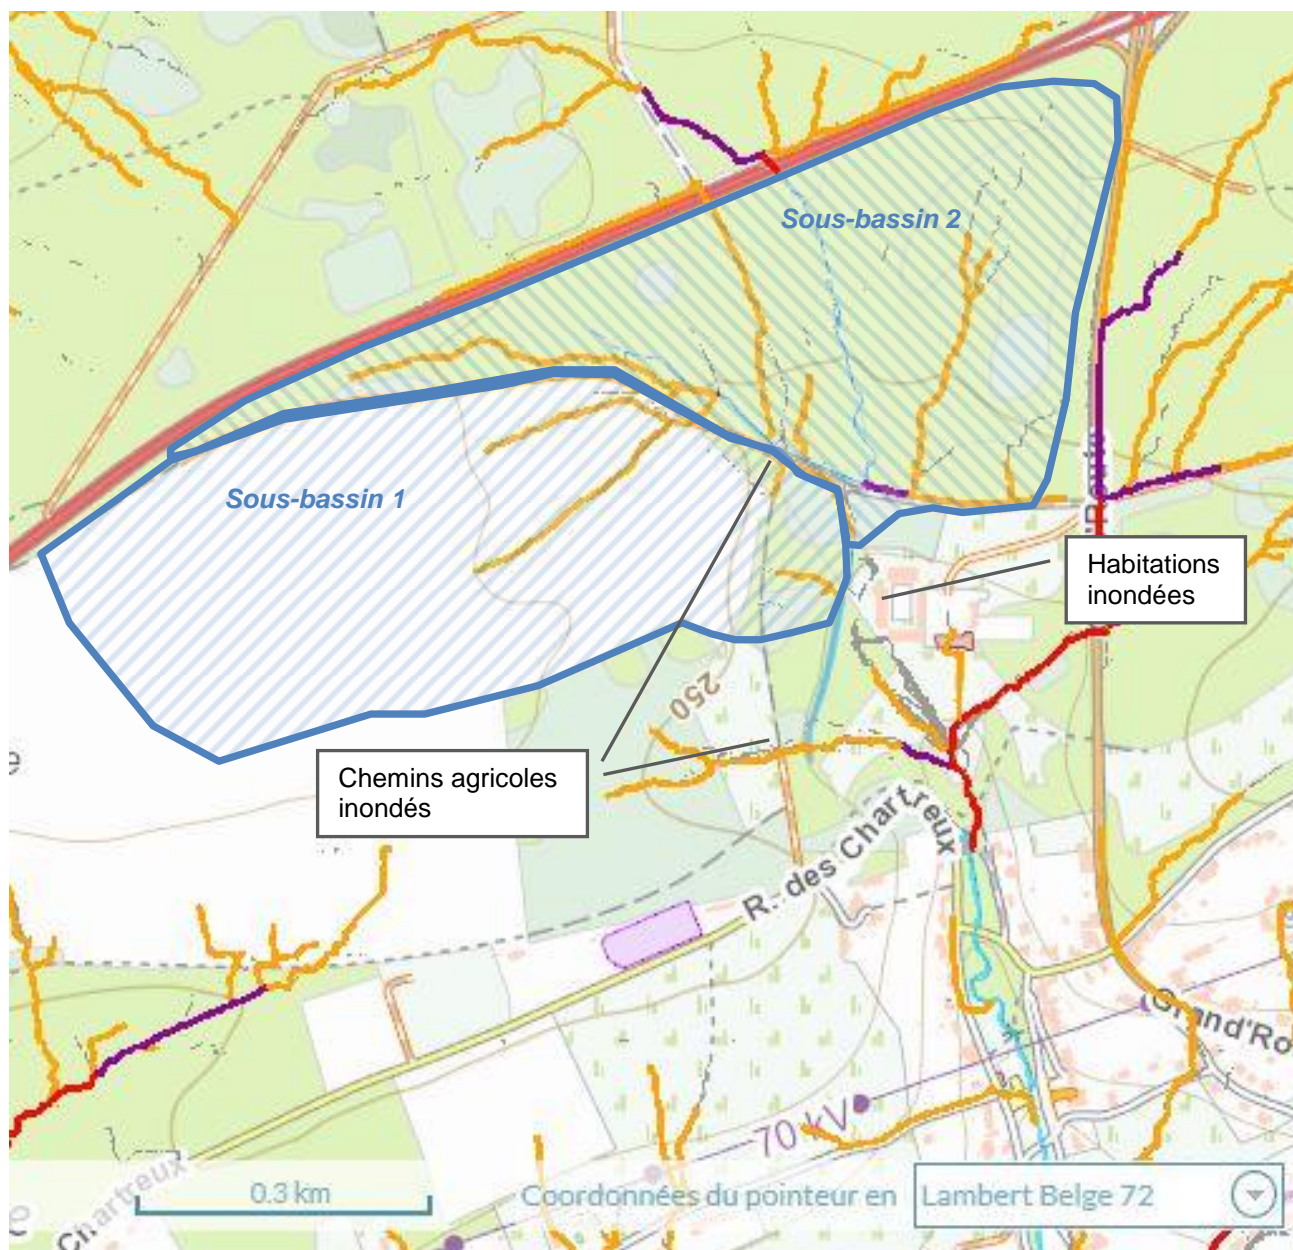 Sous-bassin 2
Sous-bassin 1
Habitations
inondées
250
Chemins agricoles
inondés
R. des Chartreux
Grand'Ro
70 kV
Chartreux
0.3 km
Coordonnées du pointeur en
Lambert Belge 72